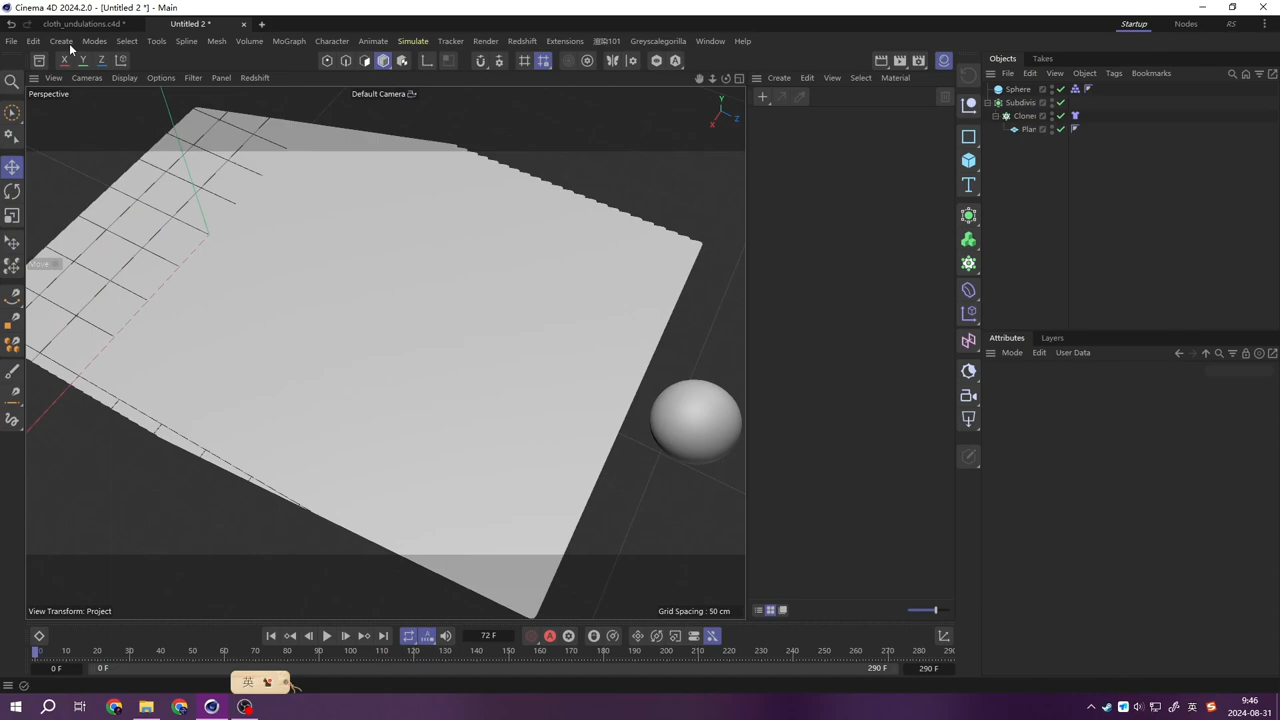 Cinema 4D 2024.2.0 - [Untitled 2 *] - Main
cloth_undulations.c4d *
Untitled 2 *
Startup
Nodes
RS
File Edit Create Modes Select Tools Spline Mesh Volume MoGraph Character Animate Simulate Tracker Render Redshift Extensions 渲染101 Greyscalegorilla Window Help
X Y Z
View Cameras Display Options Filter Panel Redshift
Create Edit View Select Material
Objects Takes
File Edit View Object Tags Bookmarks
Perspective
Default Camera
Y
X
Z
Sphere
Subdivis
Cloner
Plan
Move
Attributes Layers
Mode Edit User Data
View Transform: Project
Grid Spacing : 50 cm
72 F
0 10 20 30 40 50 60 70 80 90 100 110 120 130 140 150 160 170 180 190 200 210 220 230 240 250 260 270 280 290
0 F
0 F
290 F
290 F
英
英
9:46
2024-08-31